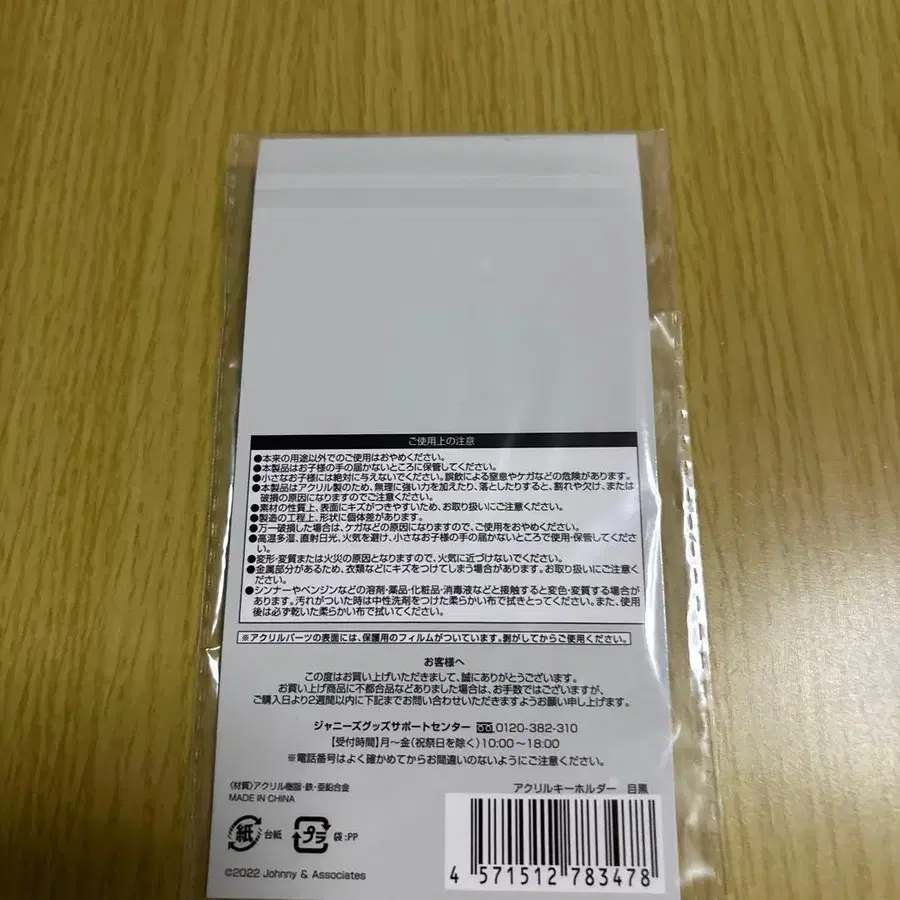 ご使用上の注意
●本来の用途以外でのご使用はおやめください。
●本製品はお子様の手の届かないところに保管してください。
●小さなお子様には絶対に与えないでください。誤飲による窒息やケガなどの危険があります。
●本製品はアクリル製のため、無理に強い力を加えたり、落としたりすると、割れや欠け、または
破損の原因になりますのでご注意ください。
●素材の性質上、表面にキズがつきやすいため、お取り扱いにご注意ください。
●製造の工程上、形状に個体差があります。
●万一破損した場合は、ケガなどの原因になりますので、ご使用をおやめください。
●高温多湿、直射日光、火気を避け、小さなお子様の手の届かないところで使用・保管してくださ
い。
●変形・変質または火災の原因となりますので、火気に近づけないでください。
●金属部分があるため、衣類などにキズをつけてしまう場合があります。お取り扱いにご注意く
ださい。
●シンナーやベンジンなどの溶剤・薬品・化粧品・消毒液などと接触すると変色・変質する場合が
あります。汚れがついた時は中性洗剤をつけた柔らかい布で拭きとってください。また、使用
後は必ず乾いた柔らかい布で拭いてください。
※アクリルパーツの表面には、保護用のフィルムがついています。剥がしてからご使用ください。
お客様へ
この度はお買い上げいただきまして、誠にありがとうございます。
お買い上げ商品に不都合品などありました場合は、お手数ではございますが、
ご購入日より2週間以内に下記までお問い合わせいただきますようお願い申し上げます。
ジャニーズグッズサポートセンター 0120-382-310
【受付時間】月〜金(祝祭日を除く)10:00〜18:00
※電話番号はよく確かめてからお間違いのないようにご注意ください。
〈材質〉アクリル樹脂・鉄・亜鉛合金
MADE IN CHINA
アクリルキーホルダー 目黒
紙 台紙 プラ 袋:PP
©2022 Johnny & Associates
4 571512 783478